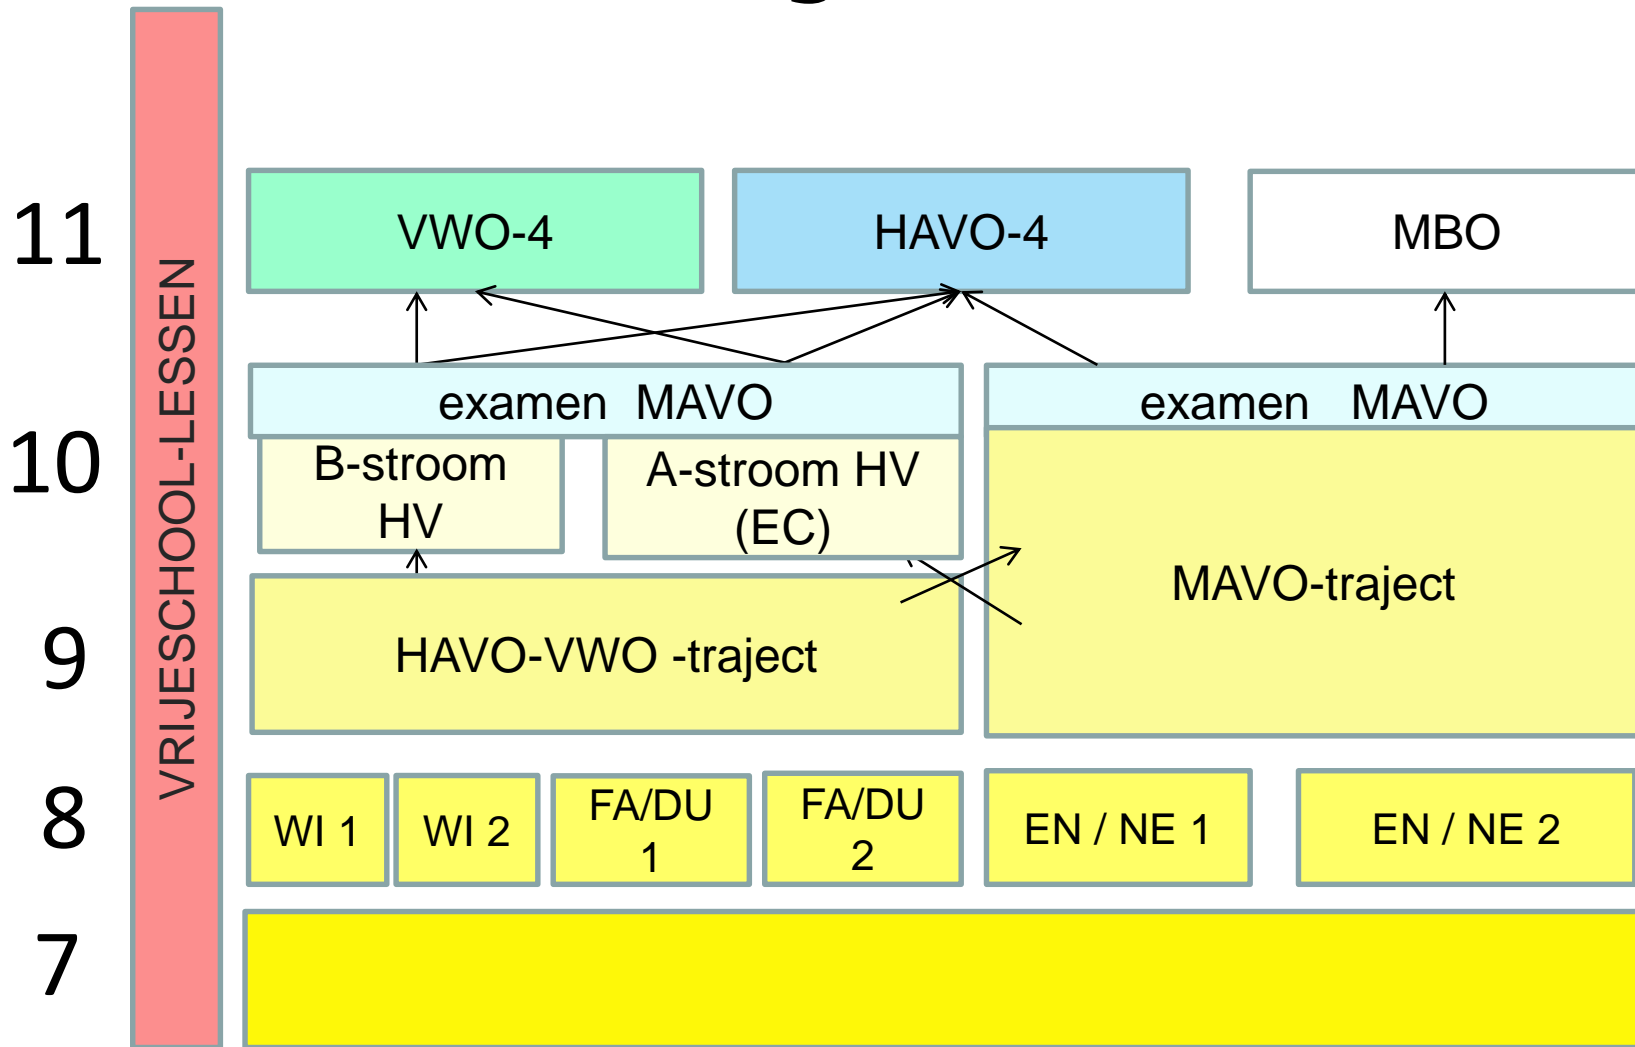 VRIJESCHOOL-LESSEN
11
VWO-4
HAVO-4
MBO
10
examen MAVO
examen MAVO
B-stroom
HV
A-stroom HV
(EC)
MAVO-traject
9
HAVO-VWO -traject
8
WI 1
WI 2
FA/DU
1
FA/DU
2
EN / NE 1
EN / NE 2
7